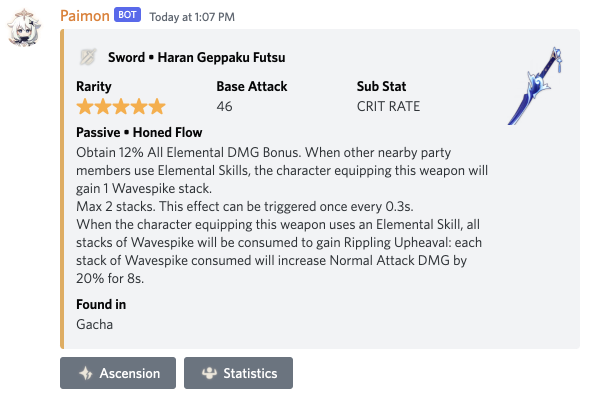 Paimon BOT Today at 1:07 PM
Sword • Haran Geppaku Futsu
Rarity Base Attack Sub Stat
46 CRIT RATE
Passive • Honed Flow
Obtain 12% All Elemental DMG Bonus. When other nearby party
members use Elemental Skills, the character equipping this weapon will
gain 1 Wavespike stack.
Max 2 stacks. This effect can be triggered once every 0.3s.
When the character equipping this weapon uses an Elemental Skill, all
stacks of Wavespike will be consumed to gain Rippling Upheaval: each
stack of Wavespike consumed will increase Normal Attack DMG by
20% for 8s.
Found in
Gacha
Ascension Statistics